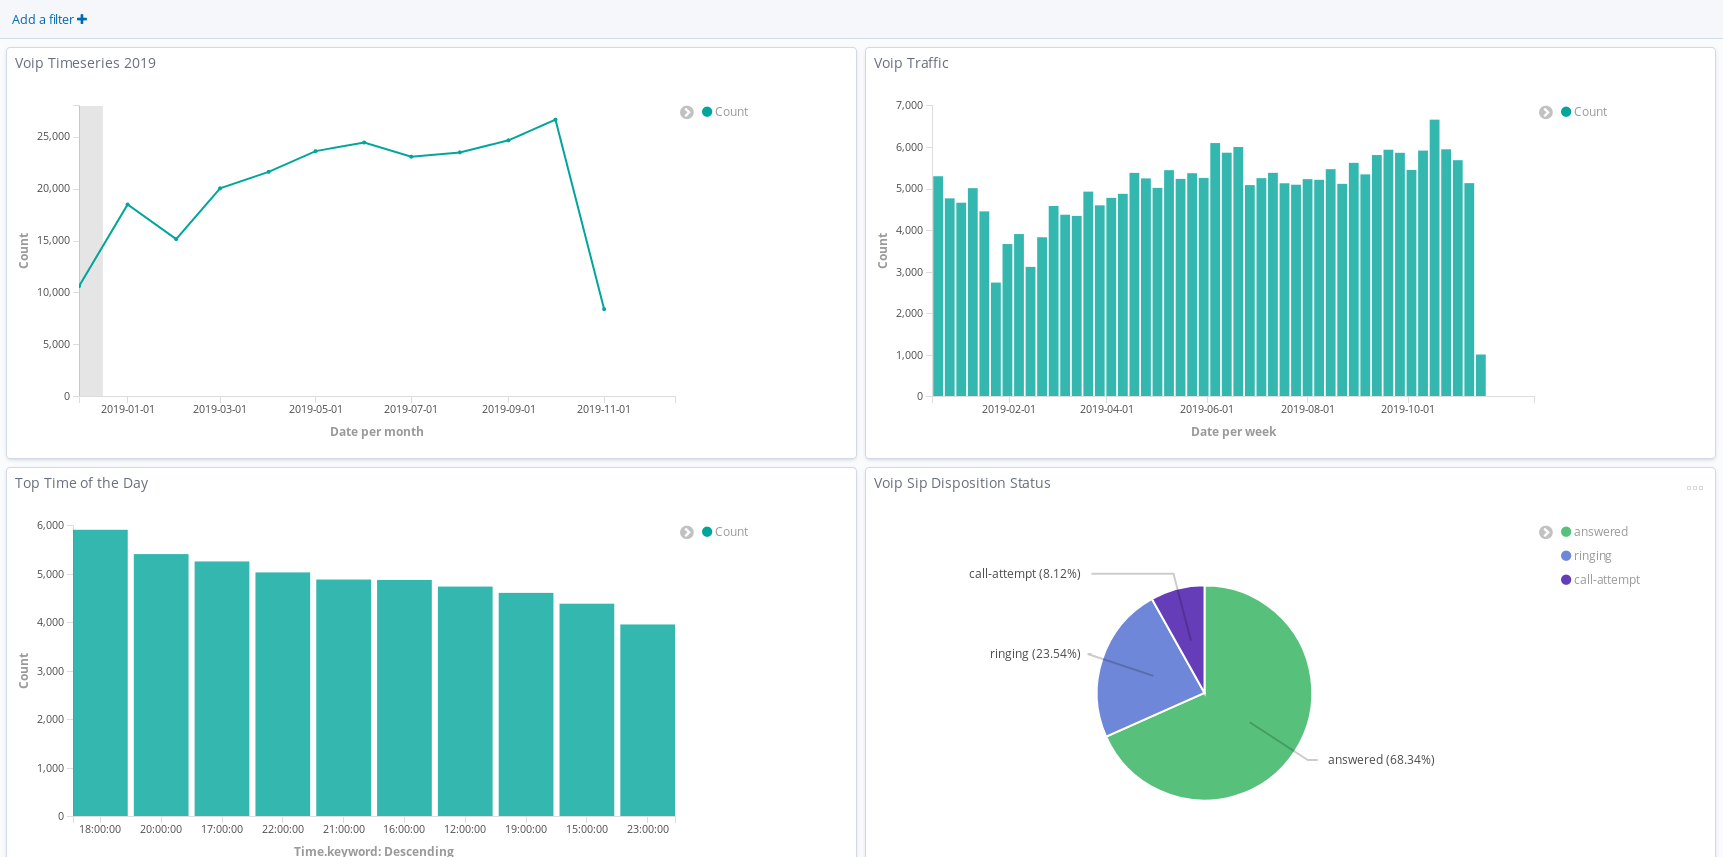 Add a filter
Voip Timeseries 2019
Count
25,000
20,000
15,000
10,000
5,000
0
Count
2019-01-01 2019-03-01 2019-05-01 2019-07-01 2019-09-01 2019-11-01
Date per month
Voip Traffic
Count
7,000
6,000
5,000
4,000
3,000
2,000
1,000
0
Count
2019-02-01 2019-04-01 2019-06-01 2019-08-01 2019-10-01
Date per week
Top Time of the Day
Count
6,000
5,000
4,000
3,000
2,000
1,000
0
Count
18:00:00 20:00:00 17:00:00 22:00:00 21:00:00 16:00:00 12:00:00 19:00:00 15:00:00 23:00:00
Time.keyword: Descending
Voip Sip Disposition Status
answered
ringing
call-attempt
call-attempt (8.12%)
ringing (23.54%)
answered (68.34%)